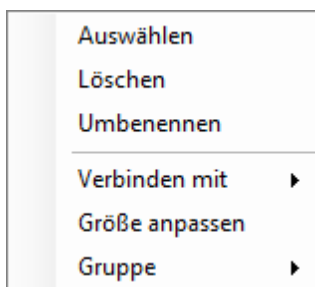 Auswählen
Löschen
Umbenennen
Verbinden mit
Größe anpassen
Gruppe